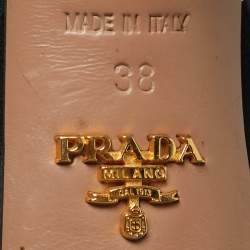 MADE IN ITALY
38
PRADA
MILANO
DAL 1913